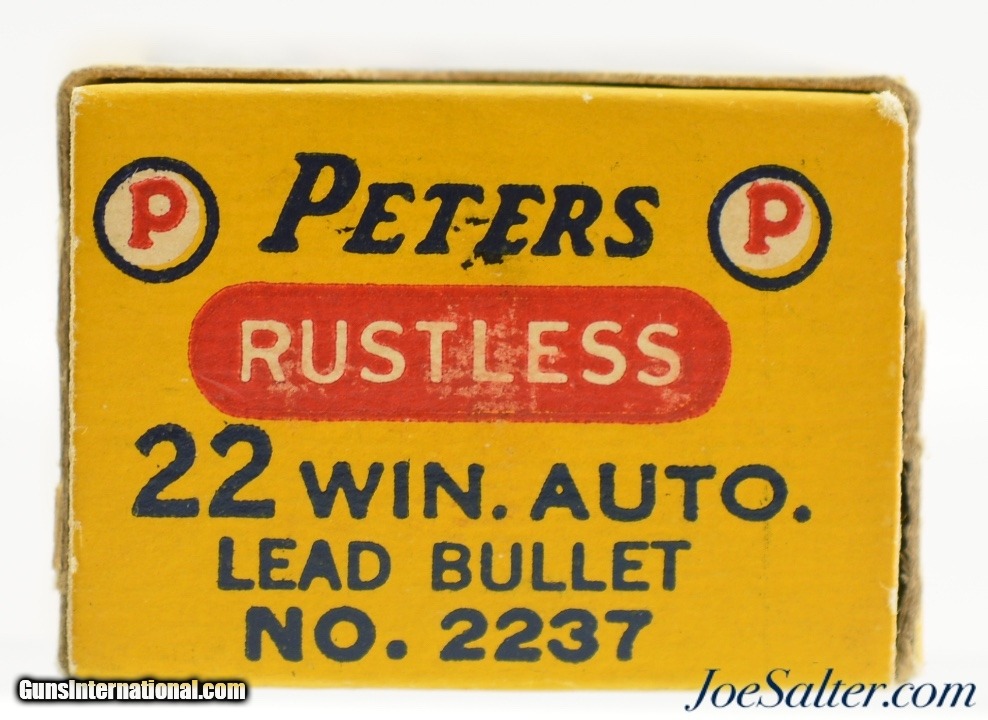 P PETERS P
RUSTLESS
22 WIN. AUTO.
LEAD BULLET
NO. 2237
GunsInternational.com
JoeSalter.com